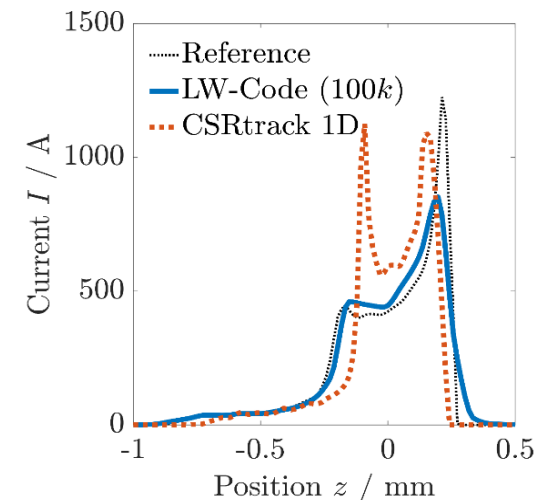 1500
Reference
LW-Code (100k)
CSRtrack 1D
1000
500
0
Current I / A
-1 -0.5 0 0.5
Position z / mm